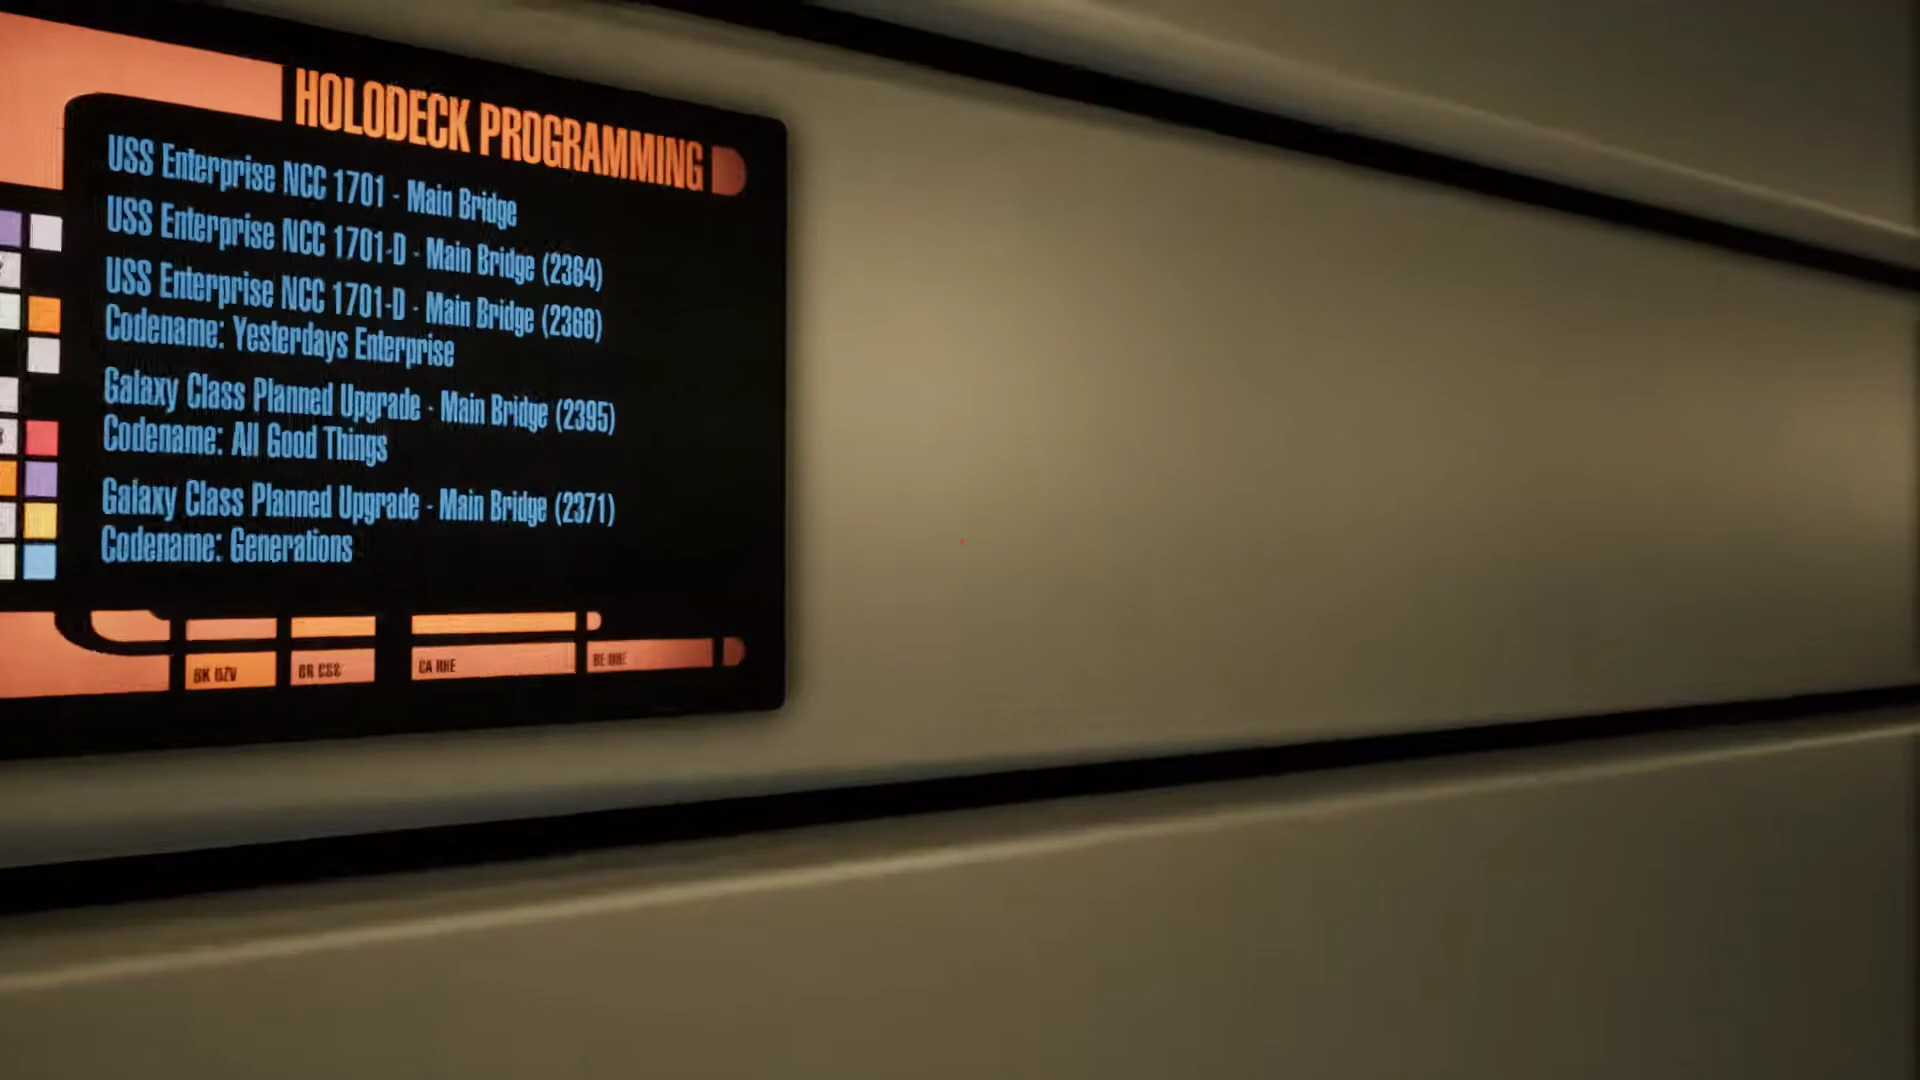 HOLODECK PROGRAMMING
USS Enterprise NCC 1701 - Main Bridge
USS Enterprise NCC 1701-D - Main Bridge (2364)
USS Enterprise NCC 1701-D - Main Bridge (2366)
Codename: Yesterdays Enterprise
Galaxy Class Planned Upgrade - Main Bridge (2395)
Codename: All Good Things
Galaxy Class Planned Upgrade - Main Bridge (2371)
Codename: Generations